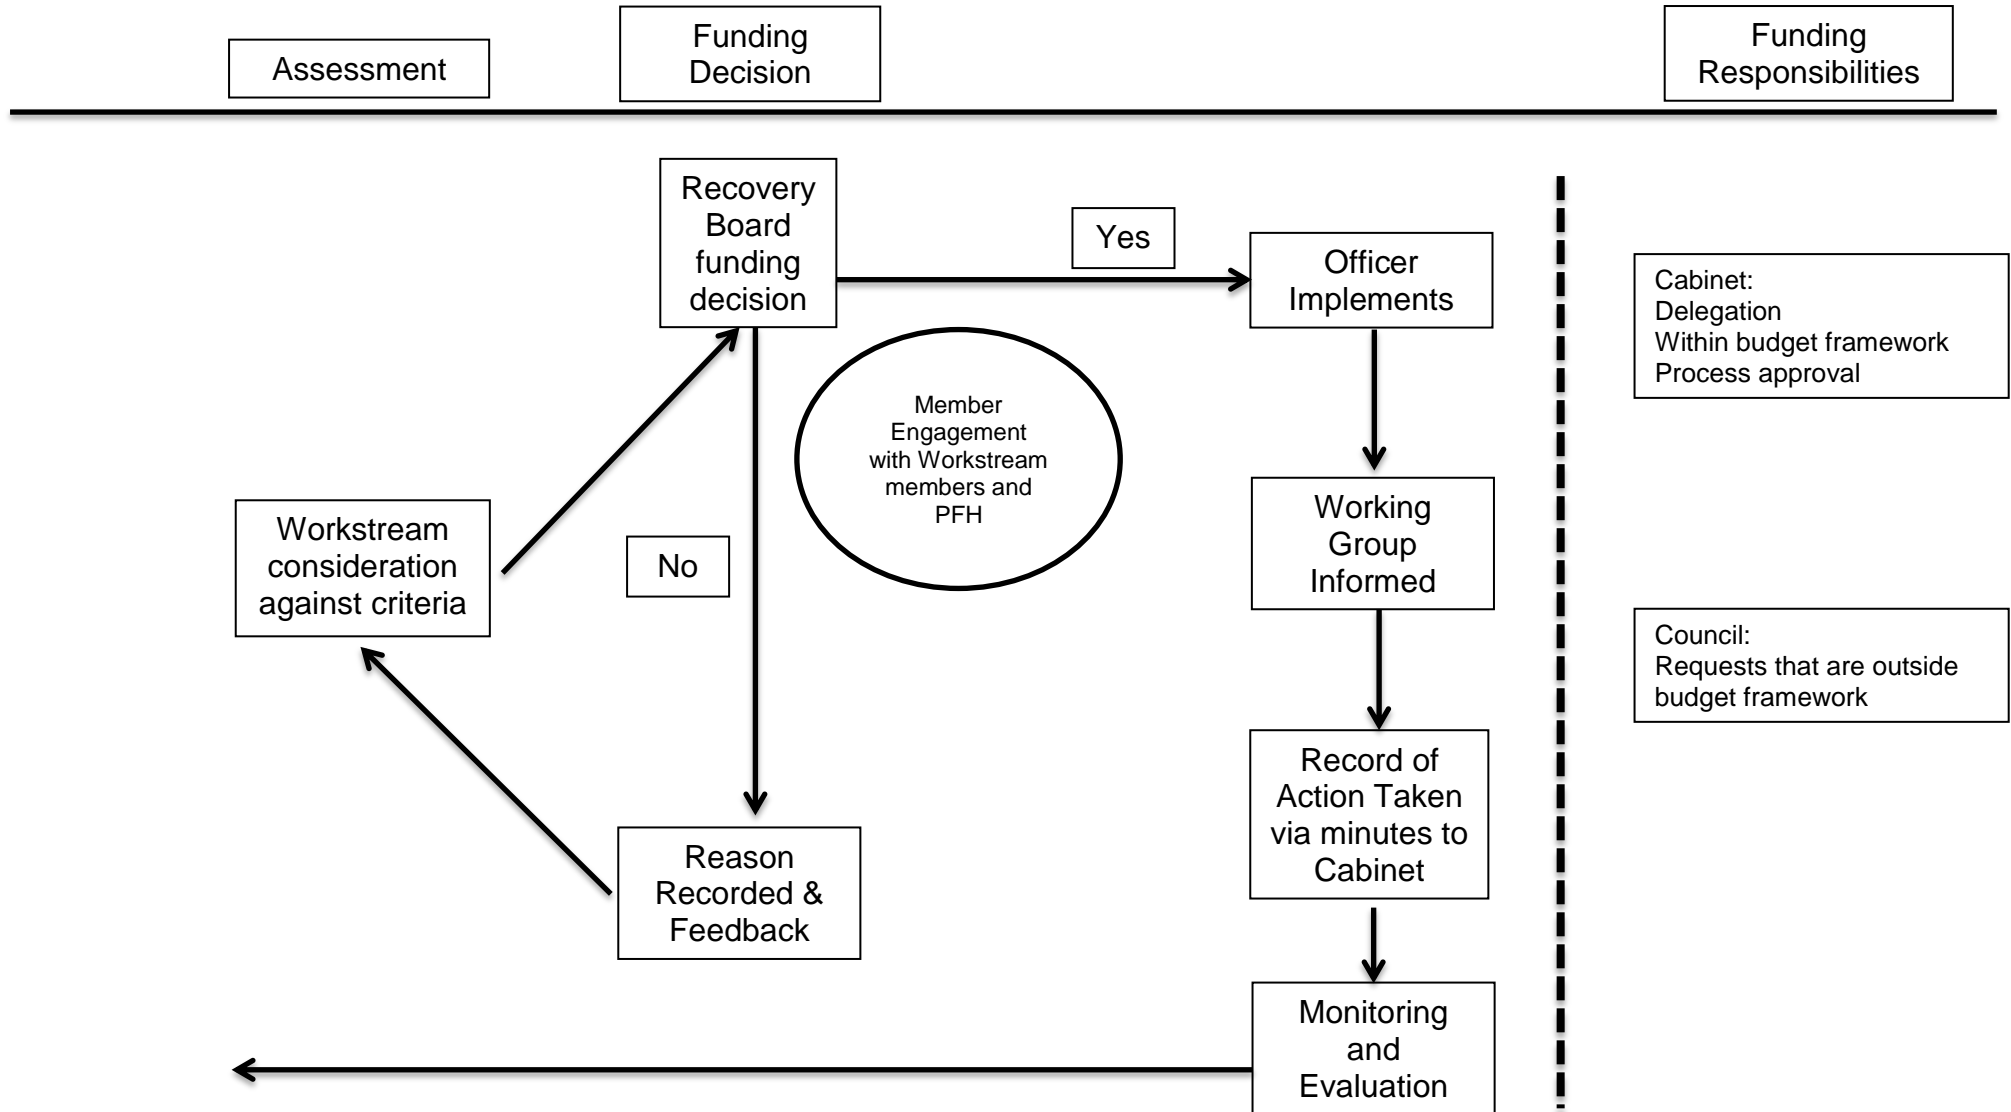 Assessment
Funding
Decision
Funding
Responsibilities
Recovery
Board
funding
decision
Yes
Officer
Implements
Cabinet:
Delegation
Within budget framework
Process approval
Member
Engagement
with Workstream
members and
PFH
Workstream
consideration
against criteria
No
Working
Group
Informed
Council:
Requests that are outside
budget framework
Record of
Action Taken
via minutes to
Cabinet
Reason
Recorded &
Feedback
Monitoring
and
Evaluation